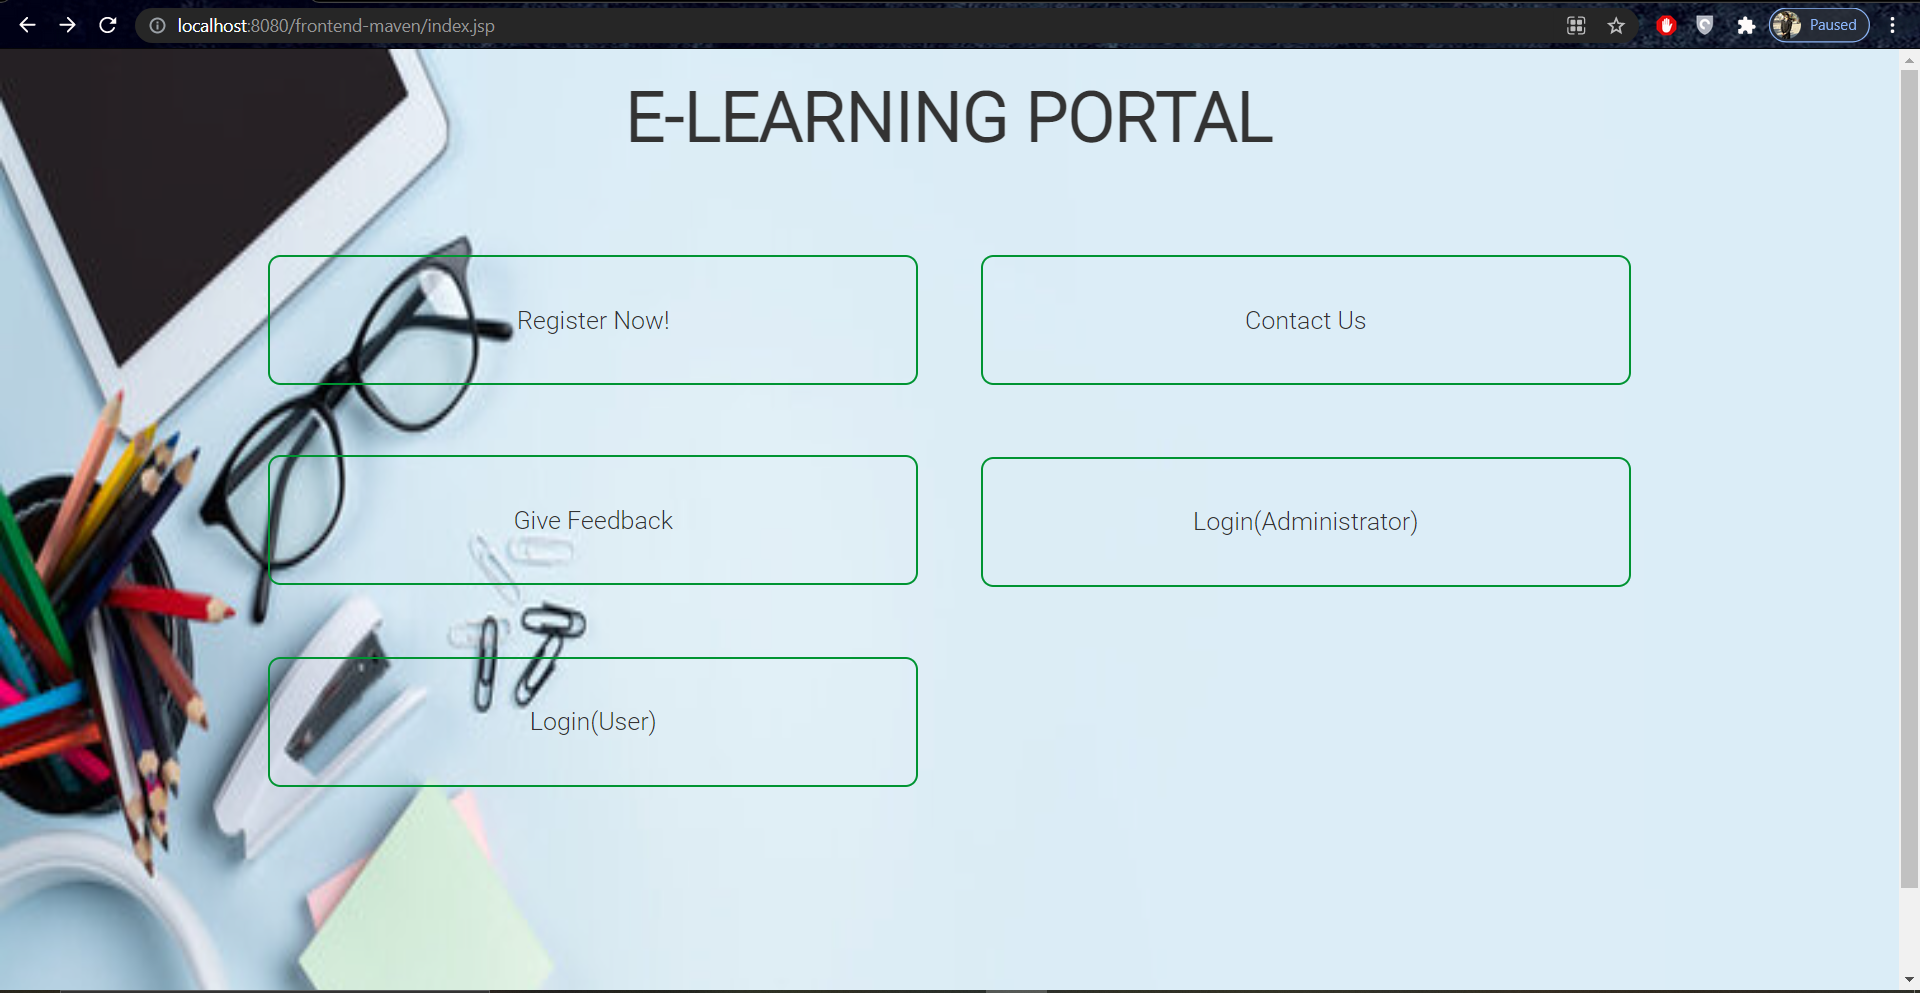 localhost:8080/frontend-maven/index.jsp
Paused
E-LEARNING PORTAL
Register Now!
Contact Us
Give Feedback
Login(Administrator)
Login(User)